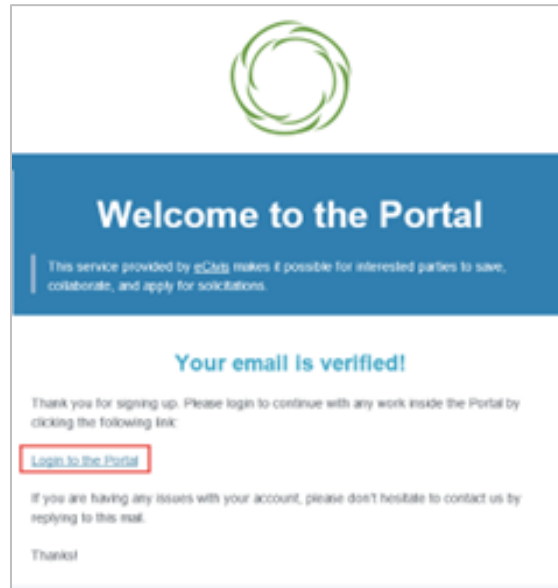 Welcome to the Portal
This service provided by eCivis makes it possible for interested parties to save,
collaborate, and apply for solicitations.
Your email is verified!
Thank you for signing up. Please login to continue with any work inside the Portal by
clicking the following link:
Login to the Portal
If you are having any issues with your account, please don't hesitate to contact us by
replying to this mail.
Thanks!